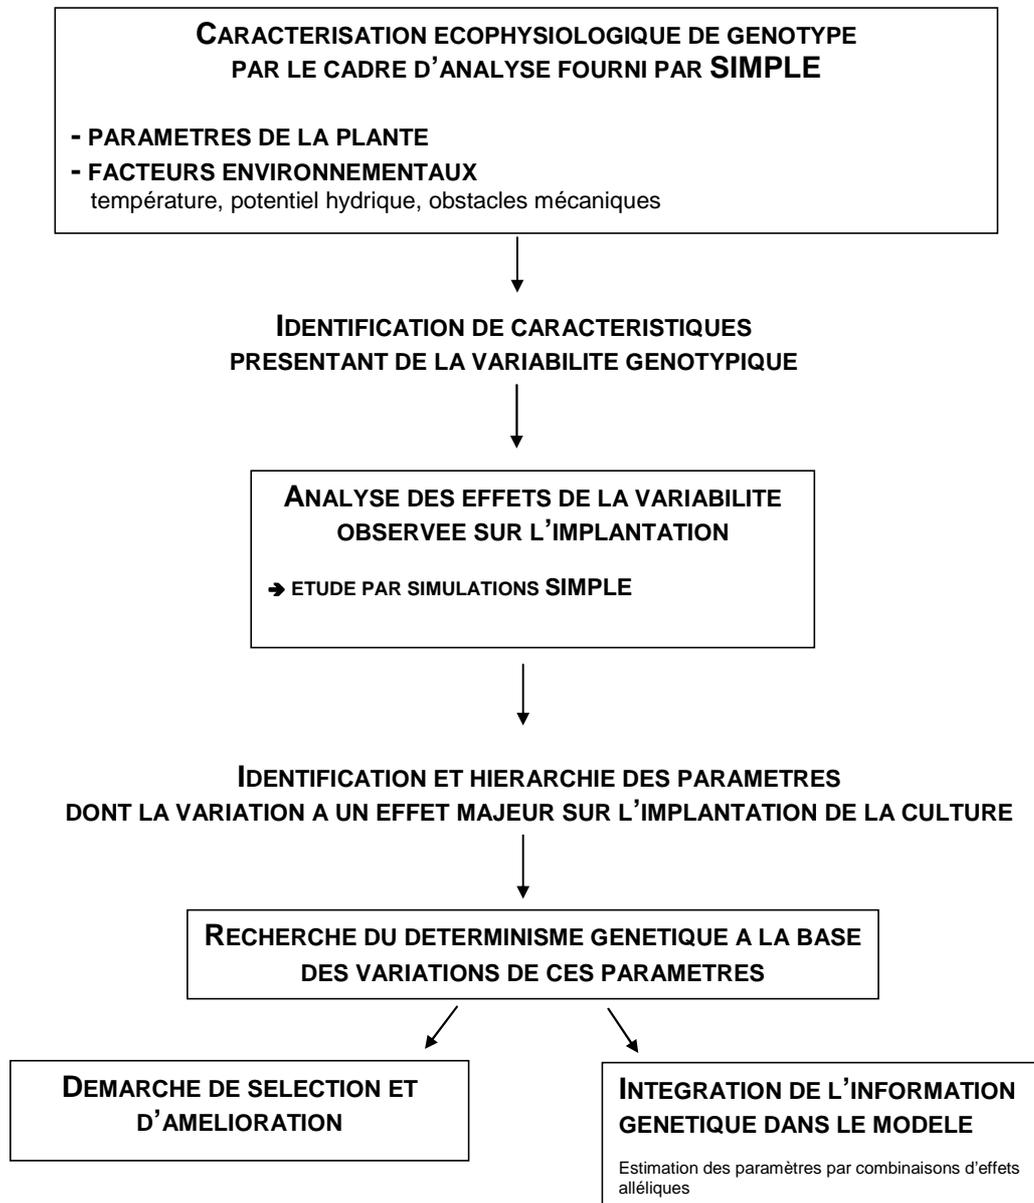 CARACTERISATION ECOPHYSIOLOGIQUE DE GENOTYPE
PAR LE CADRE D'ANALYSE FOURNI PAR SIMPLE
- PARAMETRES DE LA PLANTE
- FACTEURS ENVIRONNEMENTAUX
température, potentiel hydrique, obstacles mécaniques
IDENTIFICATION DE CARACTERISTIQUES
PRESENTANT DE LA VARIABILITE GENOTYPIQUE
ANALYSE DES EFFETS DE LA VARIABILITE
OBSERVEE SUR L'IMPLANTATION
➔ ETUDE PAR SIMULATIONS SIMPLE
IDENTIFICATION ET HIERARCHIE DES PARAMETRES
DONT LA VARIATION A UN EFFET MAJEUR SUR L'IMPLANTATION DE LA CULTURE
RECHERCHE DU DETERMINISME GENETIQUE A LA BASE
DES VARIATIONS DE CES PARAMETRES
DEMARCHE DE SELECTION ET
D'AMELIORATION
INTEGRATION DE L'INFORMATION
GENETIQUE DANS LE MODELE
Estimation des paramètres par combinaisons d'effets
alléliques